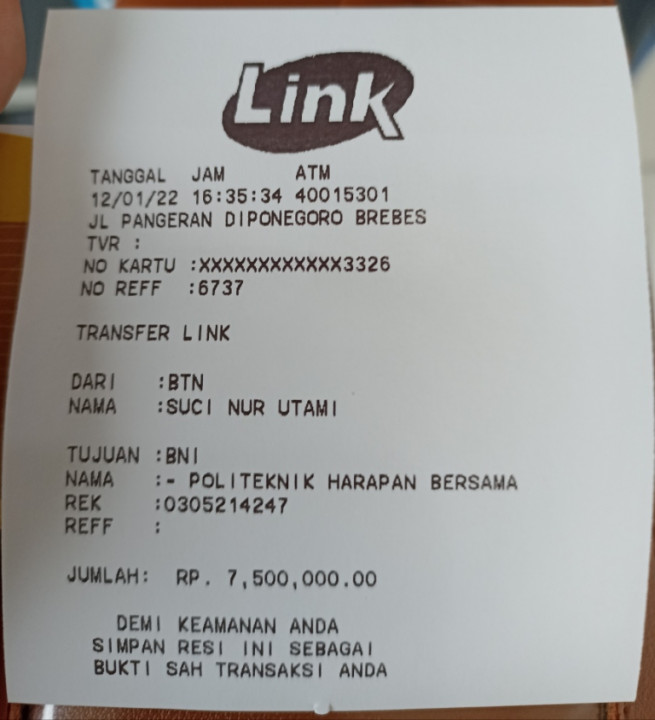 Link
TANGGAL JAM ATM
12/01/22 16:35:34 40015301
JL PANGERAN DIPONEGORO BREBES
TVR :
NO KARTU :XXXXXXXXXXXX3326
NO REFF :6737
TRANSFER LINK
DARI :BTN
NAMA :SUCI NUR UTAMI
TUJUAN :BNI
NAMA :- POLITEKNIK HARAPAN BERSAMA
REK :0305214247
REFF :
JUMLAH: RP. 7,500,000.00
DEMI KEAMANAN ANDA
SIMPAN RESI INI SEBAGAI
BUKTI SAH TRANSAKSI ANDA